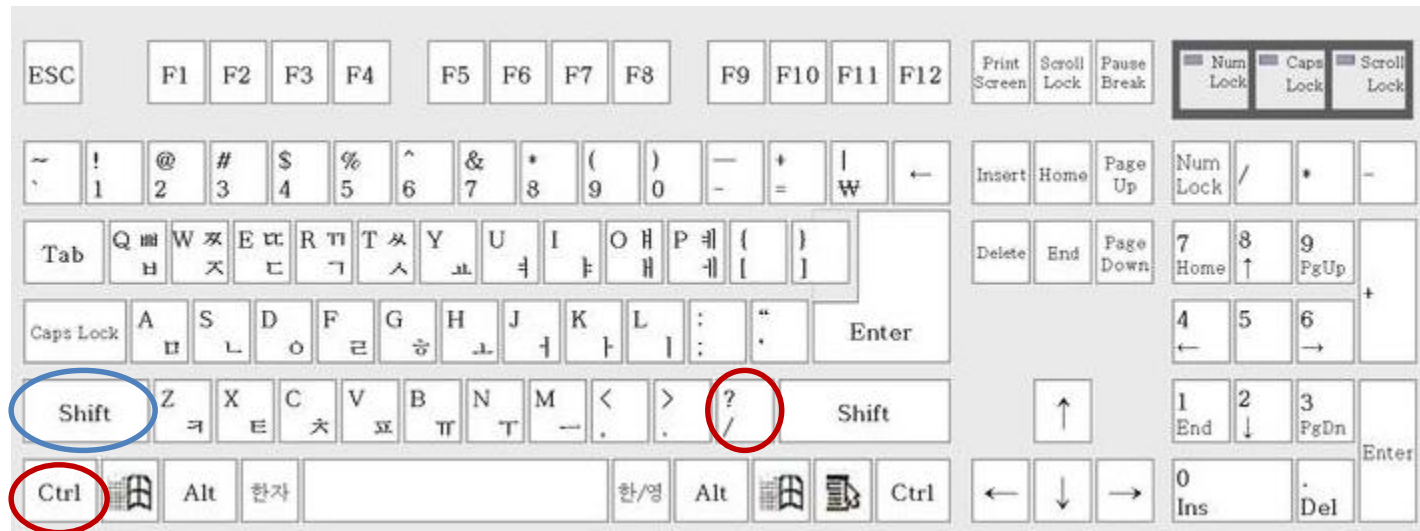 ESC F1 F2 F3 F4 F5 F6 F7 F8 F9 F10 F11 F12 Print Screen Scroll Lock Pause Break Num Lock Caps Lock Scroll Lock
~ ! @ # $ % ^ & * ( ) — + |
` 1 2 3 4 5 6 7 8 9 0 - = ₩ ← Insert Home Page Up Num Lock / * -
Tab Q ㅃ W ㅉ E ㄸ R ㄲ T ㅆ Y U I O ㅒ P ㅖ { }
ㅂ ㅈ ㄷ ㄱ ㅅ ㅛ ㅕ ㅑ ㅐ ㅔ [ ] Delete End Page Down 7 Home 8 ↑ 9 PgUp +
Caps Lock A S D F G H J K L : “
ㅁ ㄴ ㅇ ㄹ ㅎ ㅗ ㅓ ㅏ ㅣ ; ' Enter 4 ← 5 6 →
Shift Z X C V B N M < > ?
ㅋ ㅌ ㅊ ㅍ ㅠ ㅜ ㅡ , . / Shift ↑ 1 End 2 ↓ 3 PgDn Enter
Ctrl Alt 한자 한/영 Alt Ctrl ← ↓ → 0 Ins . Del